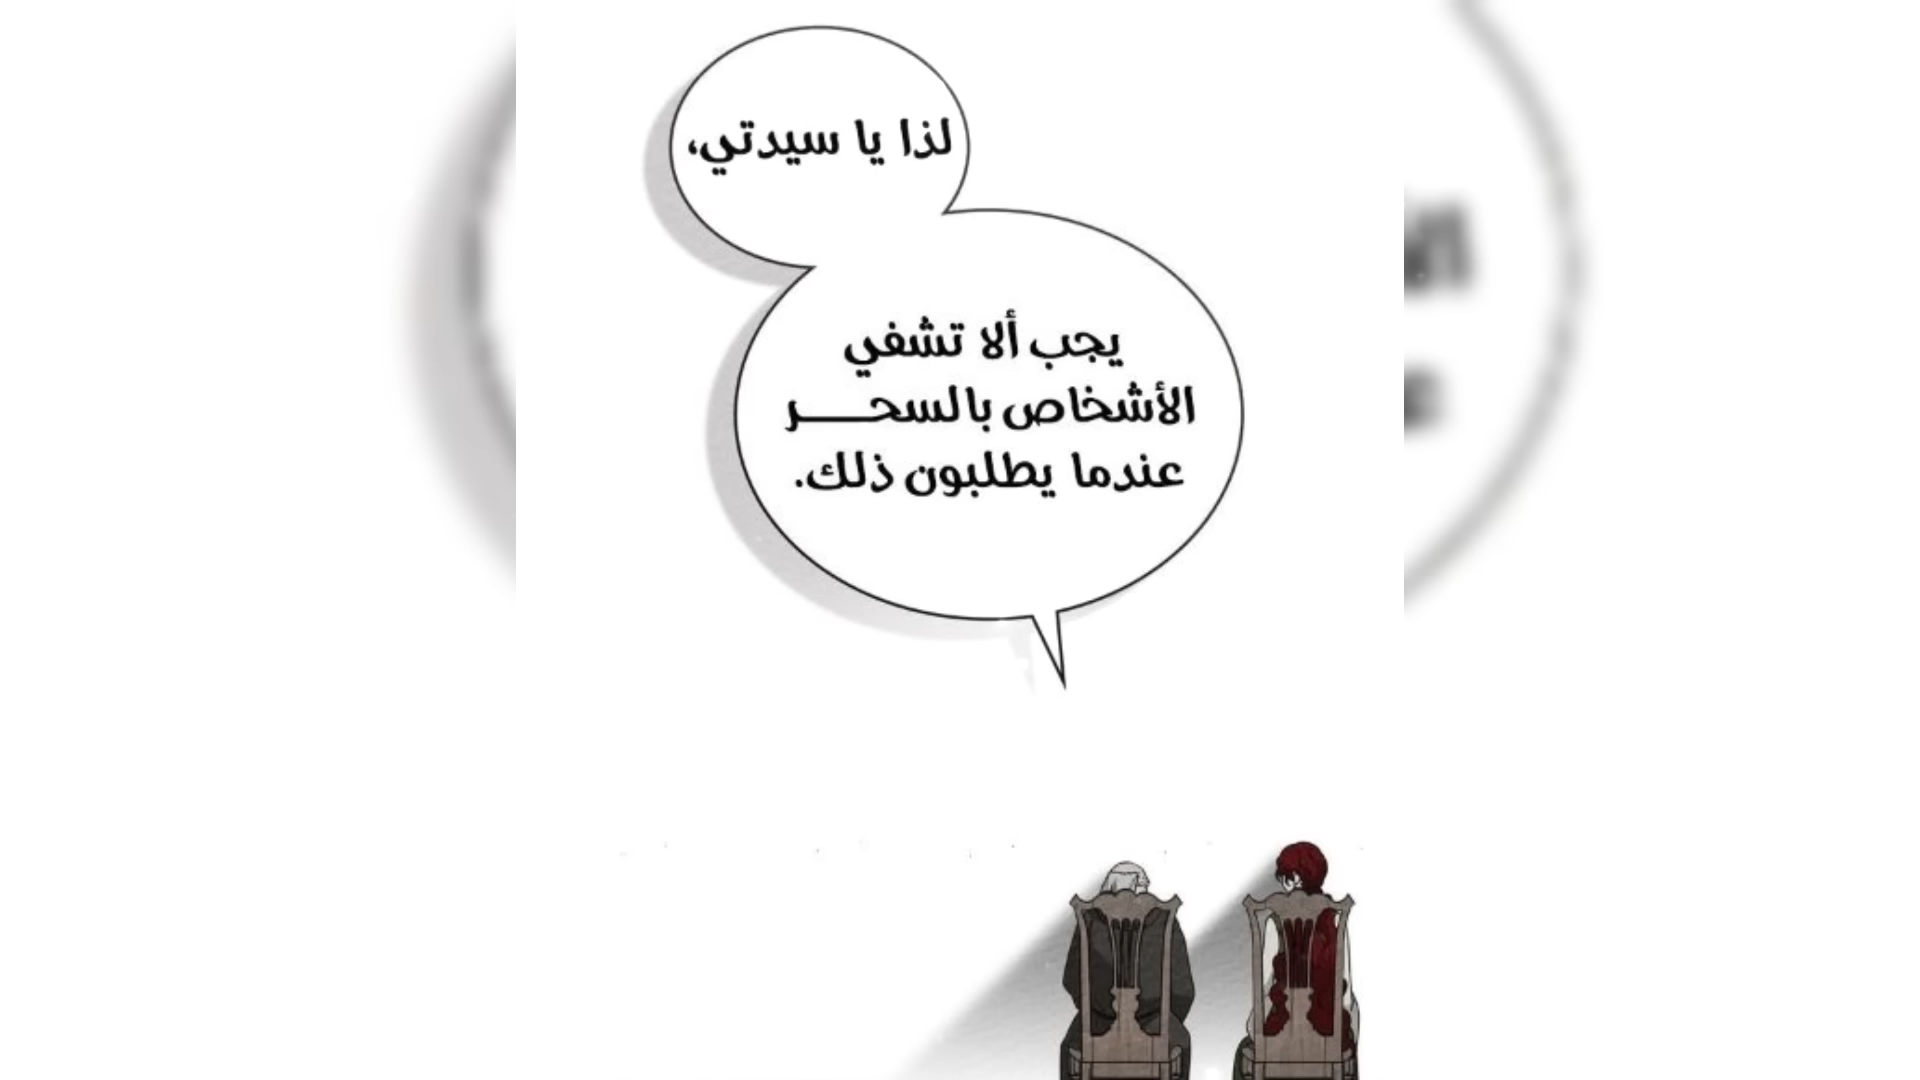 لذا يا سيدتي،
يجب ألا تشفي
الأشخاص بالسحـــــر
عندما يطلبون ذلك.